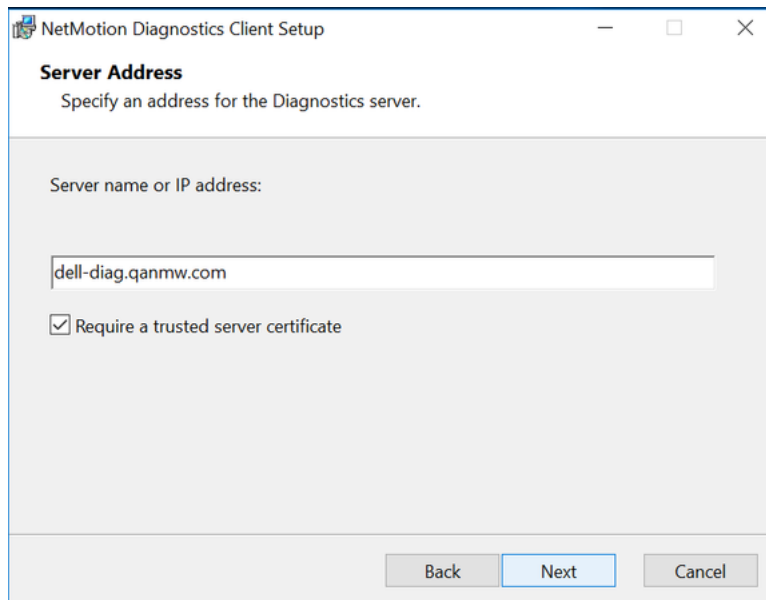 NetMotion Diagnostics Client Setup
Server Address
Specify an address for the Diagnostics server.
Server name or IP address:
dell-diag.qanmw.com
Require a trusted server certificate
Back Next Cancel